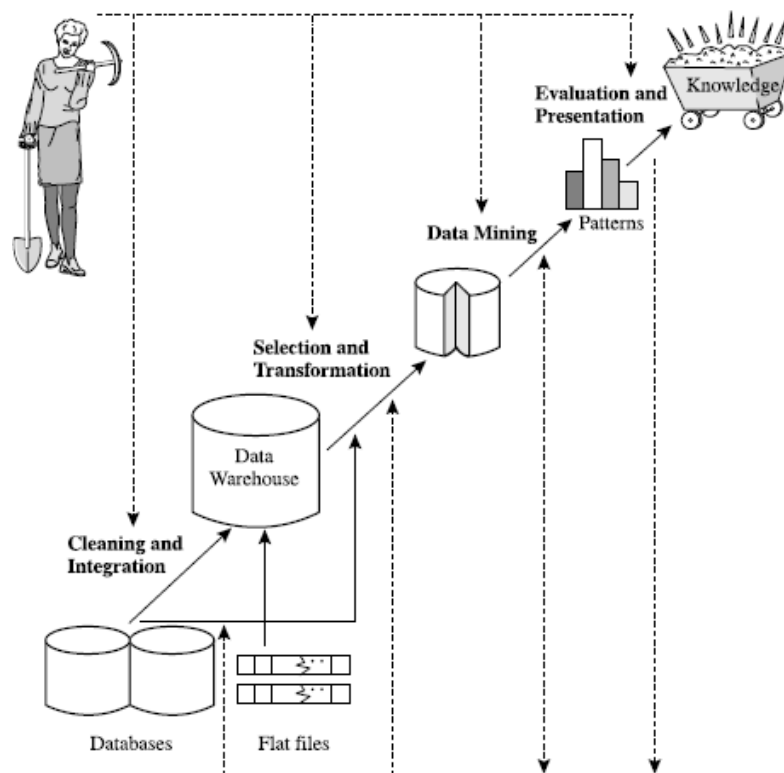 Knowledge
Evaluation and
Presentation
Patterns
Data Mining
Selection and
Transformation
Data
Warehouse
Cleaning and
Integration
Databases
Flat files